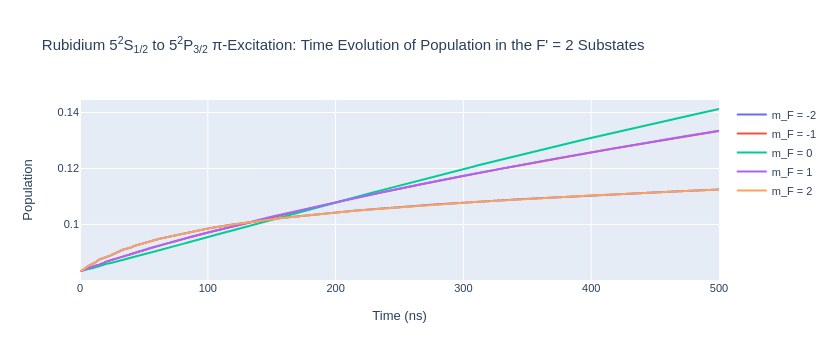 Rubidium 5²S₁/₂ to 5²P₃/₂ π-Excitation: Time Evolution of Population in the F' = 2 Substates
0.14
0.12
0.1
Population
0
100
200
300
400
500
Time (ns)
m_F = -2
m_F = -1
m_F = 0
m_F = 1
m_F = 2